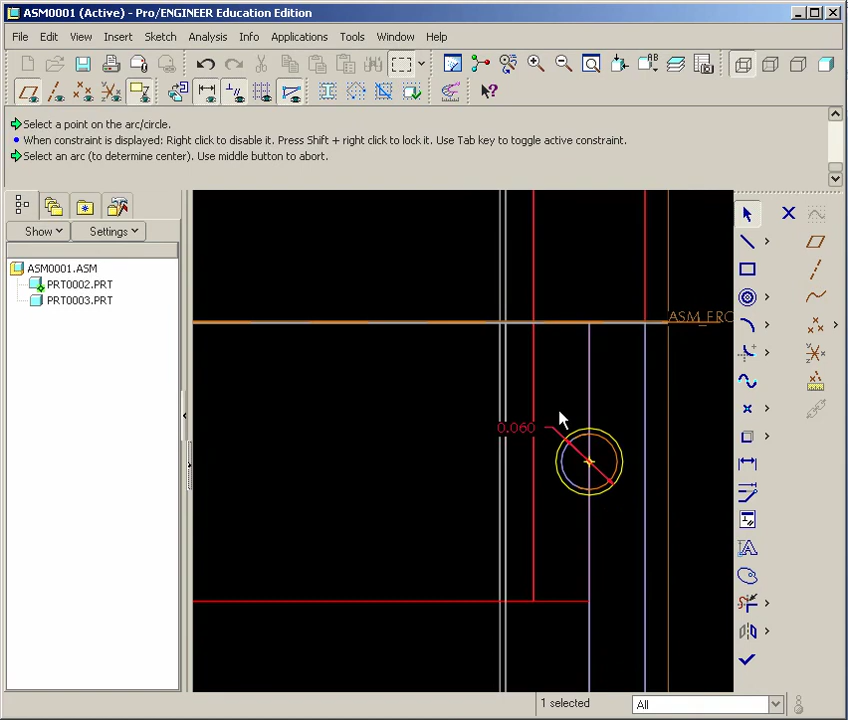 ASM0001 (Active) - Pro/ENGINEER Education Edition
File Edit View Insert Sketch Analysis Info Applications Tools Window Help
Select a point on the arc/circle.
When constraint is displayed: Right click to disable it. Press Shift + right click to lock it. Use Tab key to toggle active constraint.
Select an arc (to determine center). Use middle button to abort.
Show Settings
ASM0001.ASM
PRT0002.PRT
PRT0003.PRT
ASM_FRO
0.060
1 selected All